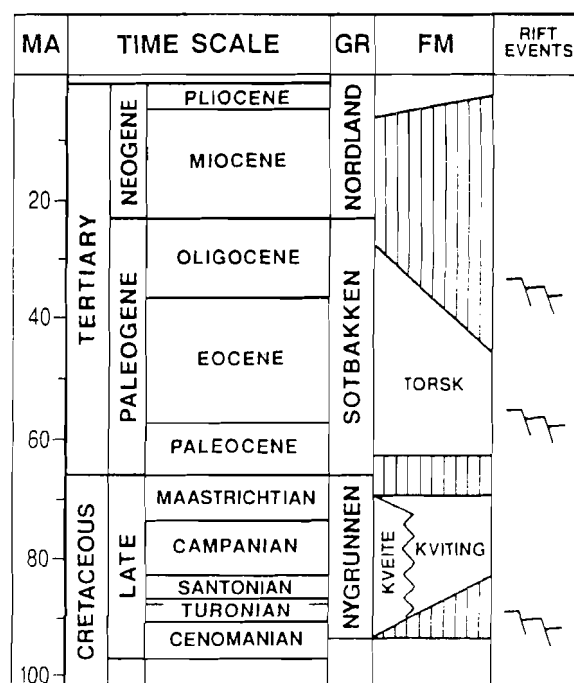 MA
TIME SCALE
GR
FM
RIFT
EVENTS
TERTIARY
NEOGENE
PLIOCENE
MIOCENE
NORDLAND
20
PALEOGENE
OLIGOCENE
EOCENE
PALEOCENE
SOTBAKKEN
TORSK
40
60
CRETACEOUS
LATE
MAASTRICHTIAN
CAMPANIAN
SANTONIAN
TURONIAN
CENOMANIAN
NYGRUNNEN
KVEITE
KVITING
80
100